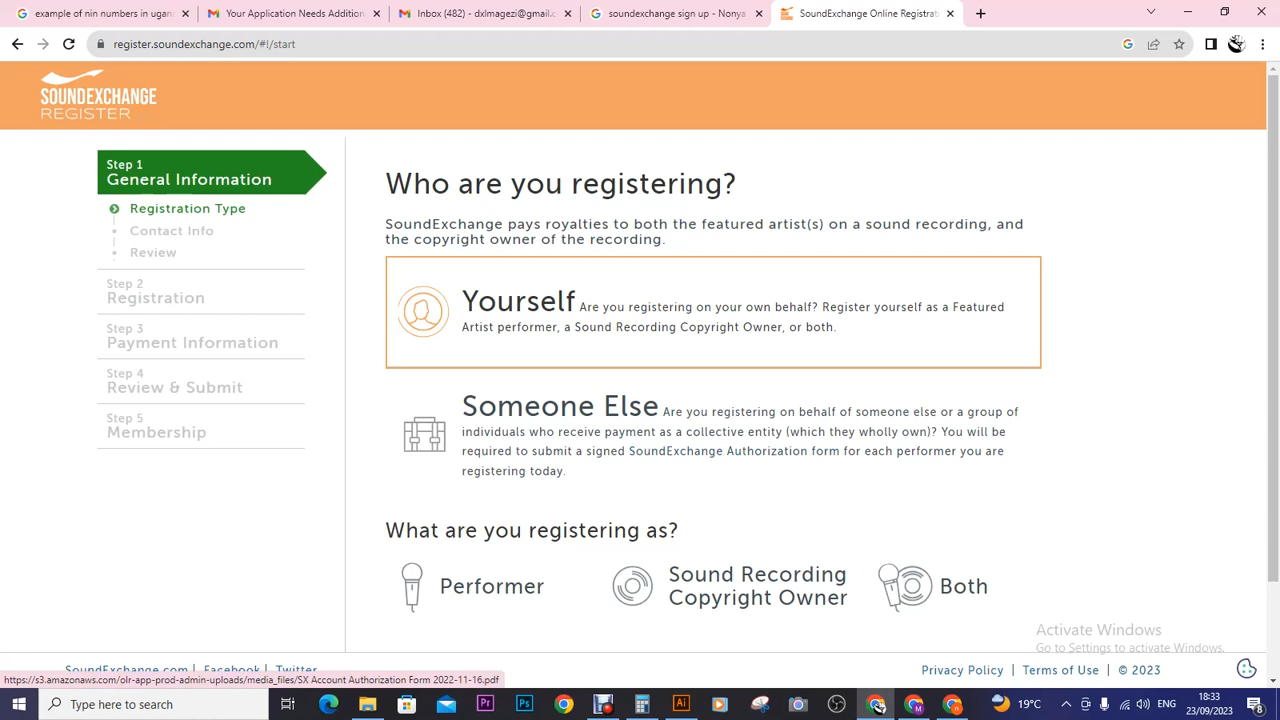 example of nin numbers in ugan
Your Application Needs Addition
Inbox (482) - dxlmagezi@gmail.c
soundexchange sign up - Nonya
SoundExchange Online Registrat
register.soundexchange.com/#!/start
SOUNDEXCHANGE
REGISTER
Step 1
General Information
Registration Type
Contact Info
Review
Step 2
Registration
Step 3
Payment Information
Step 4
Review & Submit
Step 5
Membership
Who are you registering?
SoundExchange pays royalties to both the featured artist(s) on a sound recording, and
the copyright owner of the recording.
Yourself Are you registering on your own behalf? Register yourself as a Featured
Artist performer, a Sound Recording Copyright Owner, or both.
Someone Else Are you registering on behalf of someone else or a group of
individuals who receive payment as a collective entity (which they wholly own)? You will be
required to submit a signed SoundExchange Authorization form for each performer you are
registering today.
What are you registering as?
Performer
Sound Recording
Copyright Owner
Both
Activate Windows
Go to Settings to activate Windows.
SoundExchange.com | Facebook | Twitter
Privacy Policy | Terms of Use | © 2023
https://s3.amazonaws.com/olr-app-prod-admin-uploads/media_files/SX Account Authorization Form 2022-11-16.pdf
Type here to search
19°C
ENG
18:33
23/09/2023
8